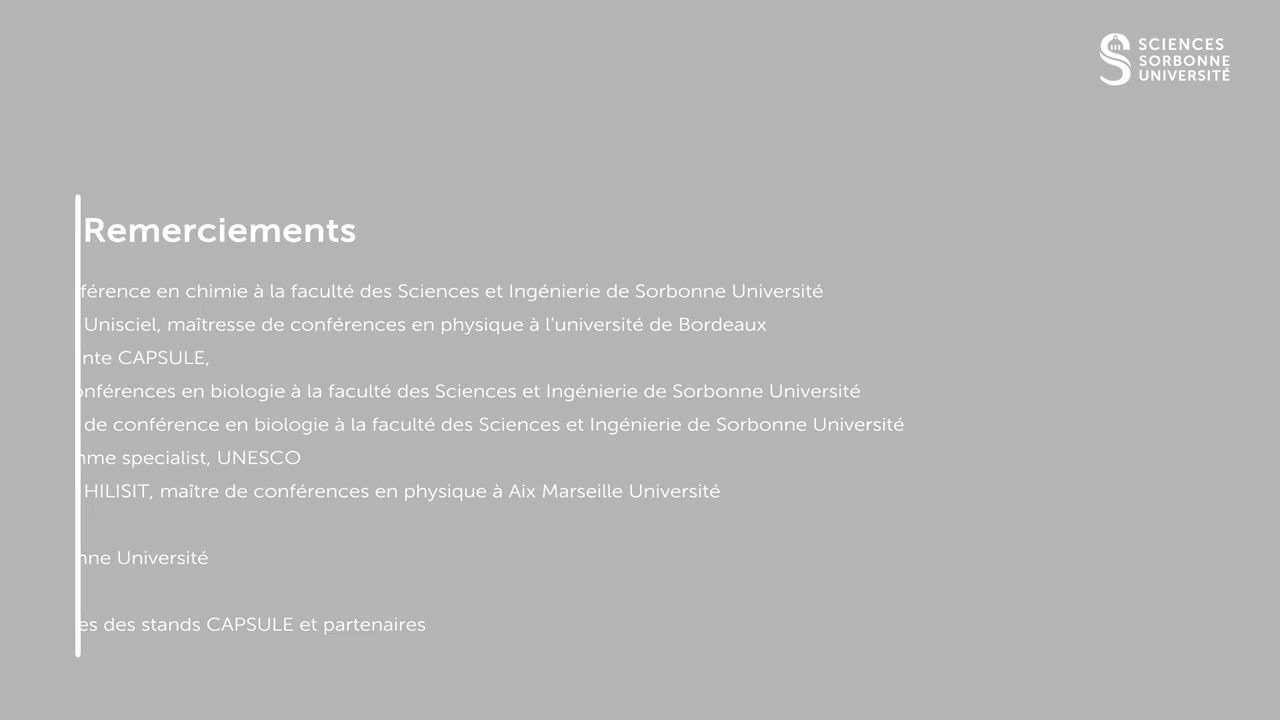 SCIENCES
SORBONNE
UNIVERSITÉ
Remerciements
férence en chimie à la faculté des Sciences et Ingénierie de Sorbonne Université
Unisciel, maîtresse de conférences en physique à l’université de Bordeaux
nte CAPSULE,
onférences en biologie à la faculté des Sciences et Ingénierie de Sorbonne Université
de conférence en biologie à la faculté des Sciences et Ingénierie de Sorbonne Université
mme specialist, UNESCO
HILISIT, maître de conférences en physique à Aix Marseille Université
nne Université
es des stands CAPSULE et partenaires